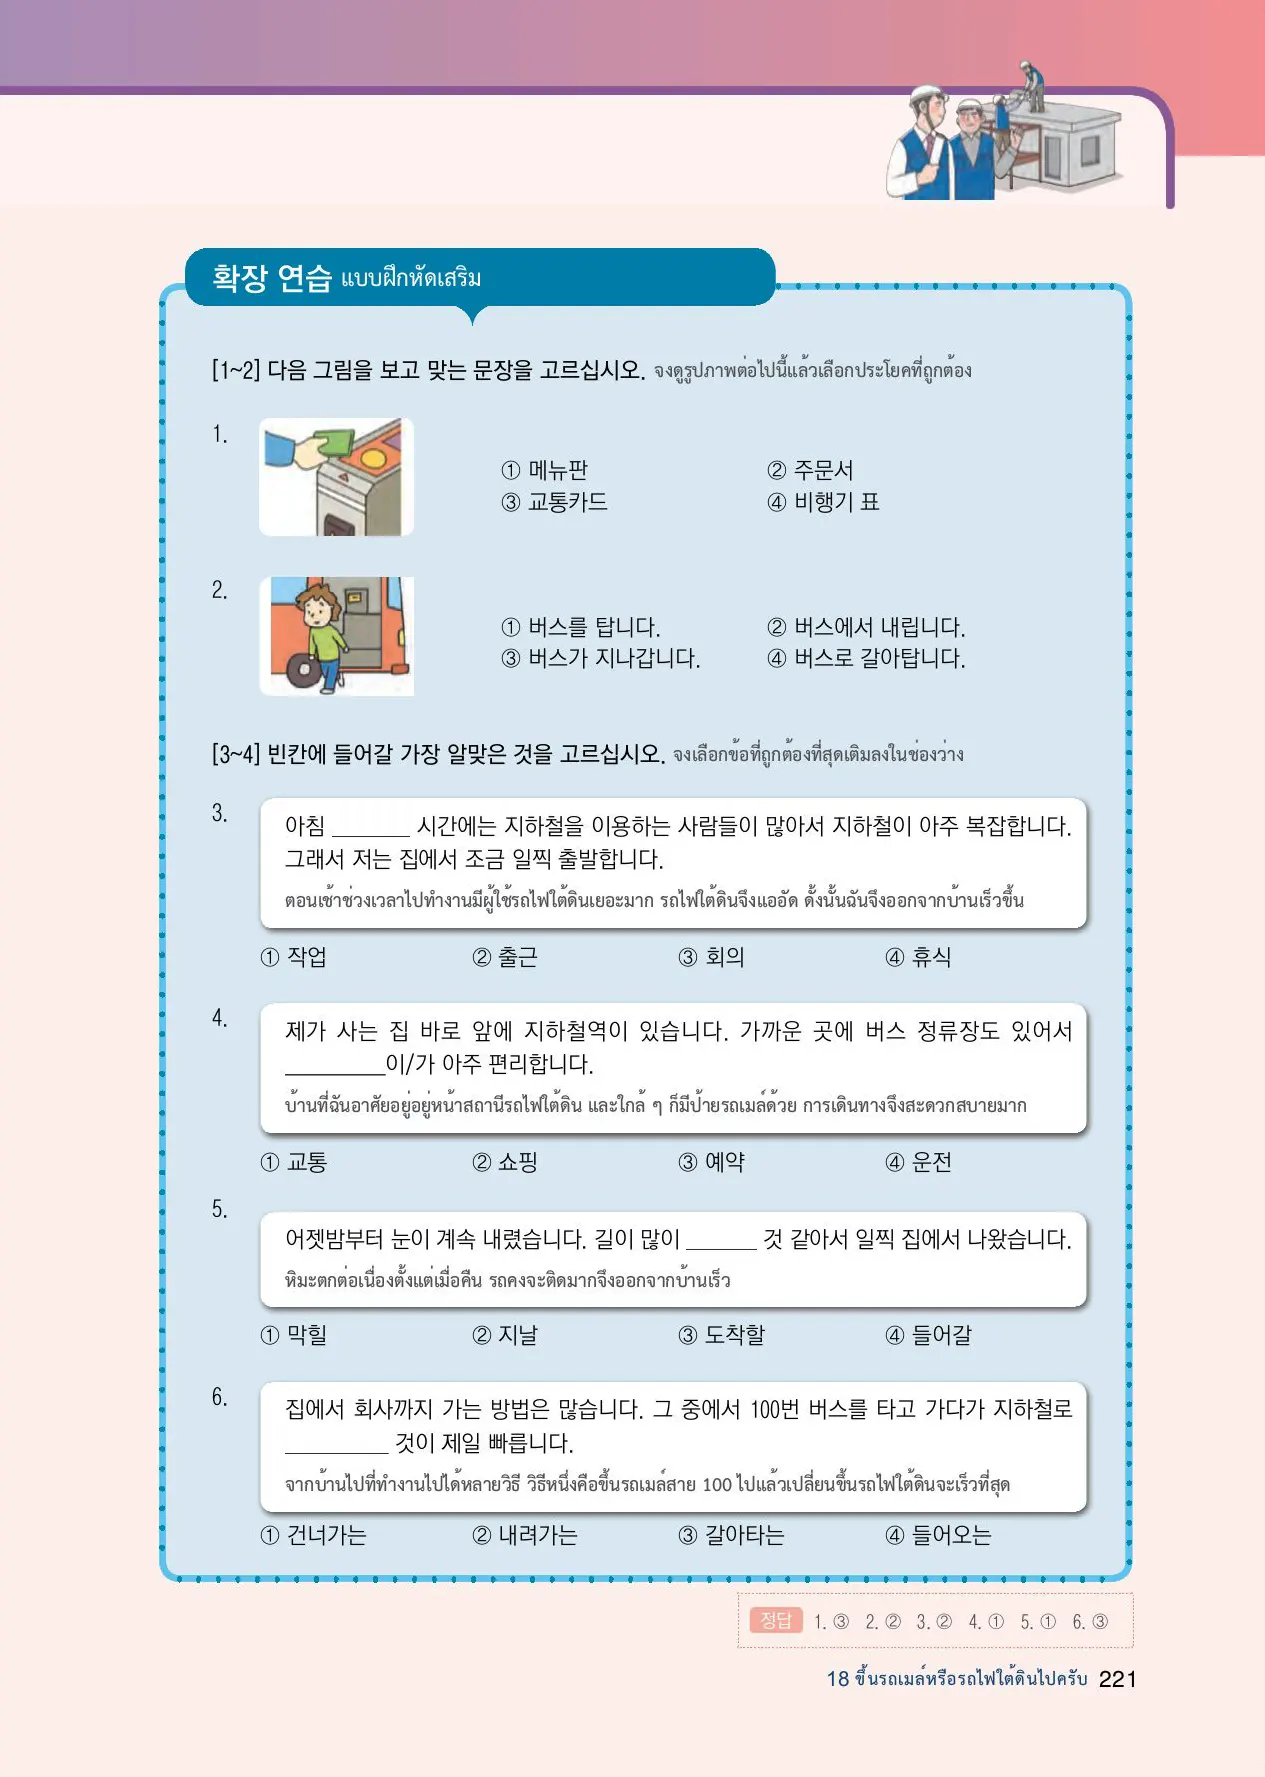 확장 연습 แบบฝึกหัดเสริม
[1~2] 다음 그림을 보고 맞는 문장을 고르십시오. จงดูรูปภาพต่อไปนี้แล้วเลือกประโยคที่ถูกต้อง
1.
① 메뉴판 ② 주문서
③ 교통카드 ④ 비행기 표
2.
① 버스를 탑니다. ② 버스에서 내립니다.
③ 버스가 지나갑니다. ④ 버스로 갈아탑니다.
[3~4] 빈칸에 들어갈 가장 알맞은 것을 고르십시오. จงเลือกข้อที่ถูกต้องที่สุดเติมลงในช่องว่าง
3.
아침 _______ 시간에는 지하철을 이용하는 사람들이 많아서 지하철이 아주 복잡합니다.
그래서 저는 집에서 조금 일찍 출발합니다.
ตอนเช้าช่วงเวลาไปทำงานมีผู้ใช้รถไฟใต้ดินเยอะมาก รถไฟใต้ดินจึงแออัด ดั้งนั้นฉันจึงออกจากบ้านเร็วขึ้น
① 작업 ② 출근 ③ 회의 ④ 휴식
4.
제가 사는 집 바로 앞에 지하철역이 있습니다. 가까운 곳에 버스 정류장도 있어서
_________이/가 아주 편리합니다.
บ้านที่ฉันอาศัยอยู่อยู่หน้าสถานีรถไฟใต้ดิน และใกล้ ๆ ก็มีป้ายรถเมล์ด้วย การเดินทางจึงสะดวกสบายมาก
① 교통 ② 쇼핑 ③ 예약 ④ 운전
5.
어젯밤부터 눈이 계속 내렸습니다. 길이 많이 ______ 것 같아서 일찍 집에서 나왔습니다.
หิมะตกต่อเนื่องตั้งแต่เมื่อคืน รถคงจะติดมากจึงออกจากบ้านเร็ว
① 막힐 ② 지날 ③ 도착할 ④ 들어갈
6.
집에서 회사까지 가는 방법은 많습니다. 그 중에서 100번 버스를 타고 가다가 지하철로
_________ 것이 제일 빠릅니다.
จากบ้านไปที่ทำงานไปได้หลายวิธี วิธีหนึ่งคือขึ้นรถเมล์สาย 100 ไปแล้วเปลี่ยนขึ้นรถไฟใต้ดินจะเร็วที่สุด
① 건너가는 ② 내려가는 ③ 갈아타는 ④ 들어오는
정답 1. ③ 2. ② 3. ② 4. ① 5. ① 6. ③
18 ขึ้นรถเมล์หรือรถไฟใต้ดินไปครับ 221